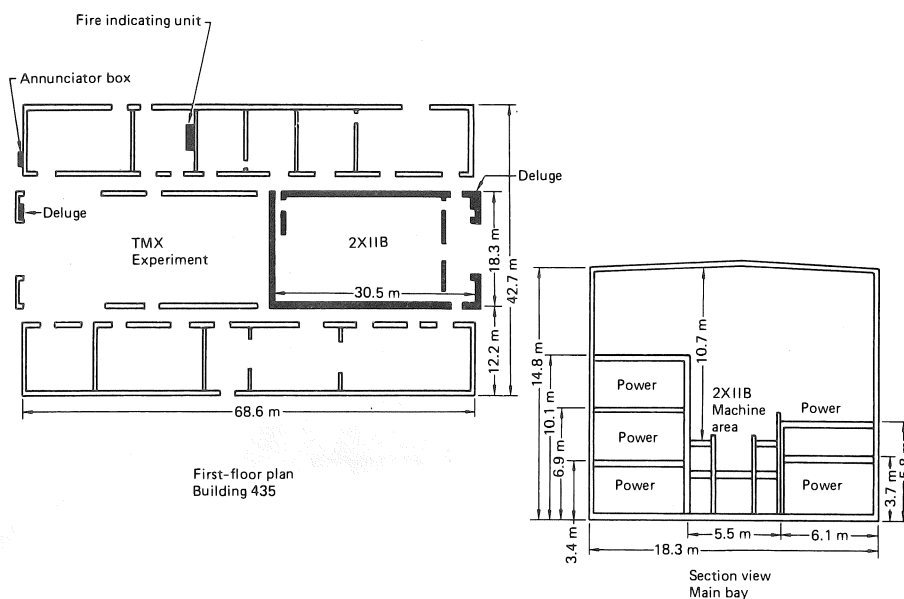 Fire indicating unit
Annunciator box
Deluge
Deluge
TMX
Experiment
2XIIB
30.5 m
18.3 m
42.7 m
12.2 m
68.6 m
First-floor plan
Building 435
14.8 m
10.1 m
6.9 m
3.4 m
10.7 m
Power
Power
Power
2XIIB
Machine
area
Power
Power
3.7 m
5.8 m
5.5 m
6.1 m
18.3 m
Section view
Main bay